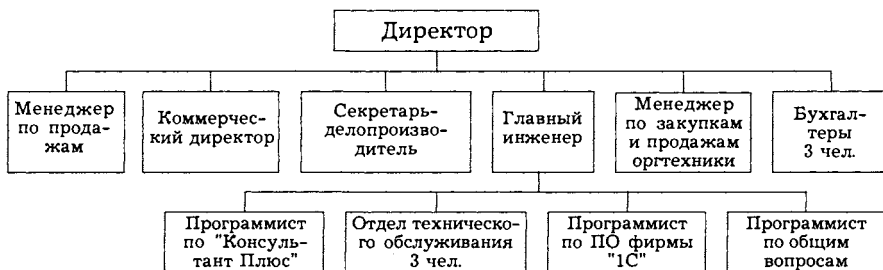 Директор
Менеджер
по прода-
жам
Коммерчес-
кий директор
Секретарь-
делопроизво-
дитель
Главный
инженер
Менеджер
по закупкам
и продажам
оргтехники
Бухгал-
теры
3 чел.
Программист
по "Консуль-
тант Плюс"
Отдел техническо-
го обслуживания
3 чел.
Программист
по ПО фирмы
"1С"
Программист
по общим
вопросам